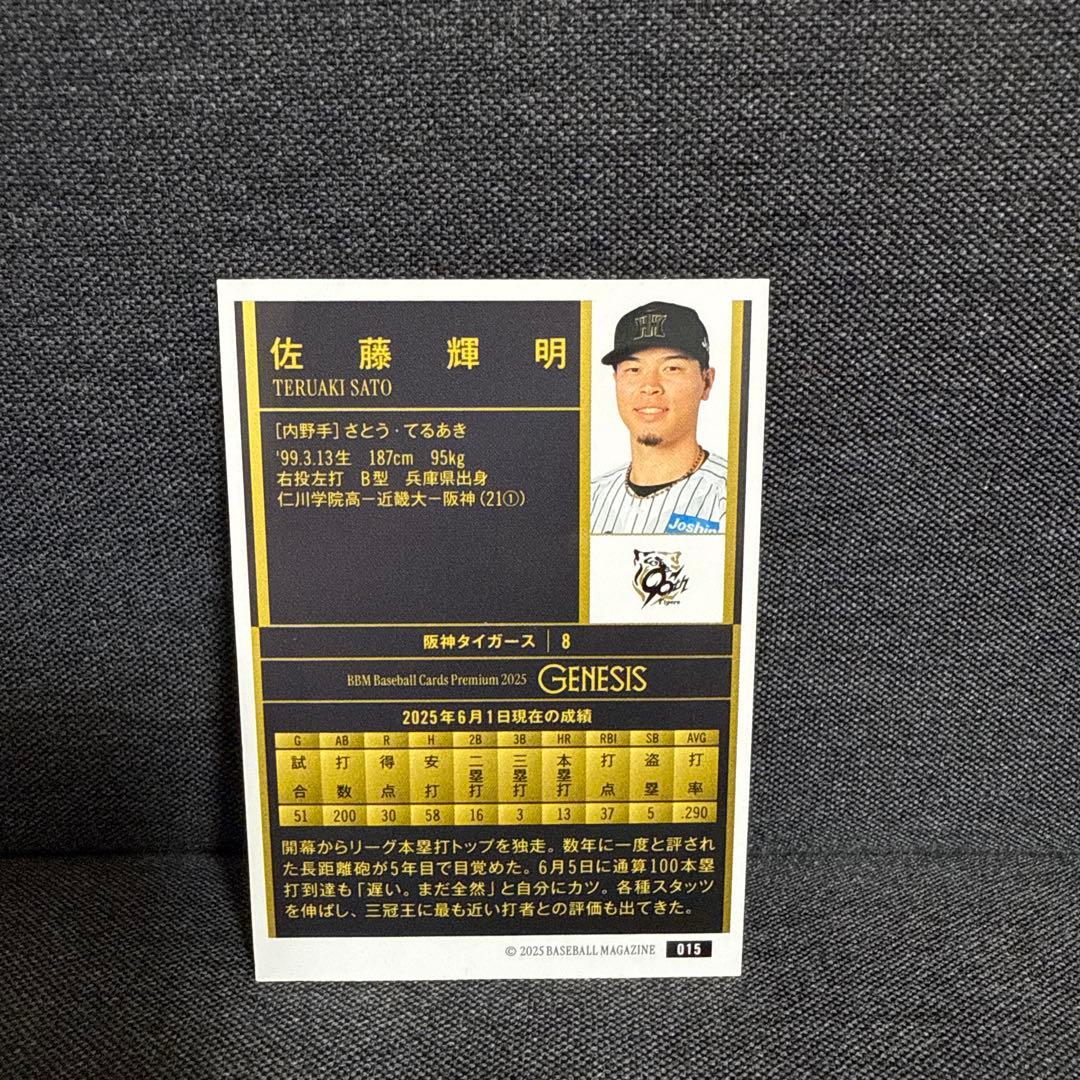 佐藤輝明
TERUAKI SATO
[内野手]さとう・てるあき
'99.3.13生 187cm 95kg
右投左打 B型 兵庫県出身
仁川学院高－近畿大－阪神(21①)
Joshin
90th
Tigers
阪神タイガース | 8
BBM Baseball Cards Premium 2025 GENESIS
2025年6月1日現在の成績
G AB R H 2B 3B HR RBI SB AVG
試合 打数 得点 安打 二塁打 三塁打 本塁打 打点 盗塁 打率
51 200 30 58 16 3 13 37 5 .290
開幕からリーグ本塁打トップを独走。数年に一度と評され
た長距離砲が5年目で目覚めた。6月5日に通算100本塁
打到達も「遅い。まだ全然」と自分にカツ。各種スタッツ
を伸ばし、三冠王に最も近い打者との評価も出てきた。
© 2025 BASEBALL MAGAZINE 015